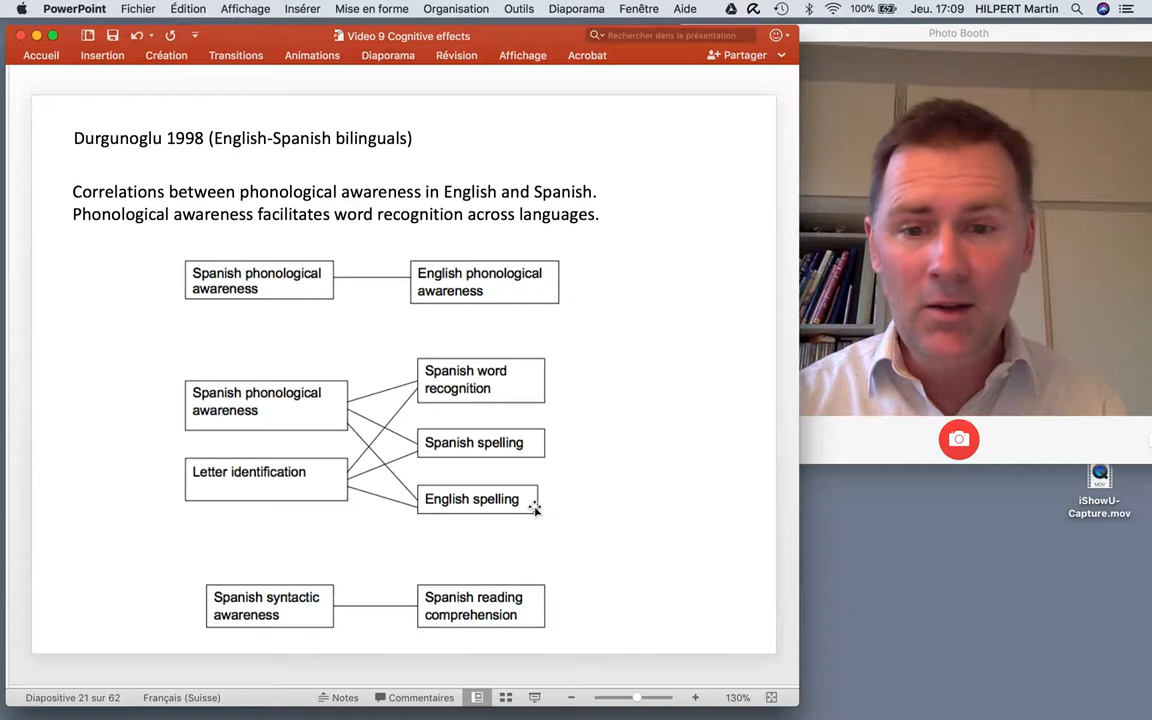 PowerPoint Fichier Édition Affichage Insérer Mise en forme Organisation Outils Diaporama Fenêtre Aide 100% Jeu. 17:09 HILPERT Martin
Photo Booth
Video 9 Cognitive effects
Rechercher dans la présentation
Accueil Insertion Création Transitions Animations Diaporama Révision Affichage Acrobat Partager
Durgunoglu 1998 (English-Spanish bilinguals)
Correlations between phonological awareness in English and Spanish.
Phonological awareness facilitates word recognition across languages.
Spanish phonological
awareness
English phonological
awareness
Spanish phonological
awareness
Letter identification
Spanish word
recognition
Spanish spelling
English spelling
Spanish syntactic
awareness
Spanish reading
comprehension
MOV
iShowU-
Capture.mov
Diapositive 21 sur 62 Français (Suisse) Notes Commentaires 130%